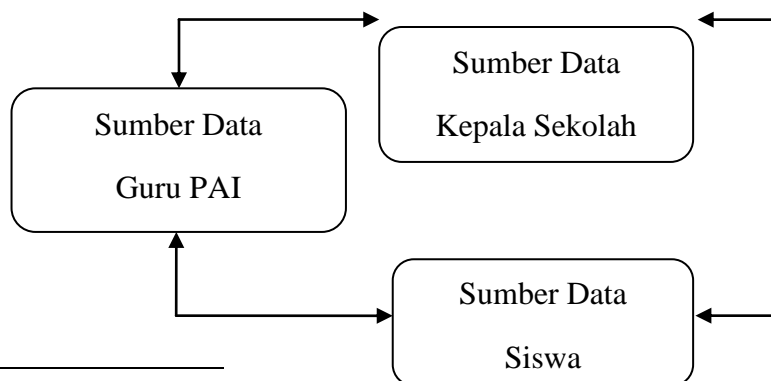 Sumber Data
Kepala Sekolah
Sumber Data
Guru PAI
Sumber Data
Siswa